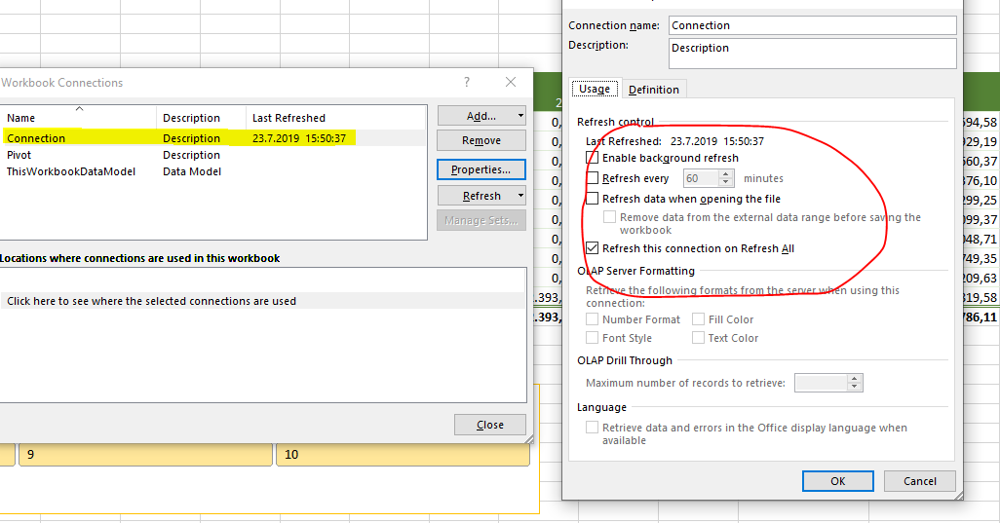 Connection name: Connection
Description: Description
Workbook Connections
?
Name Description Last Refreshed
Connection Description 23.7.2019 15:50:37
Pivot Description
ThisWorkbookDataModel Data Model
Add...
Remove
Properties...
Refresh
Manage Sets...
Locations where connections are used in this workbook
Click here to see where the selected connections are used
Close
9 10
2
0,
0,
0,
0,
0,
0,
0,
0,
0,
.393,
.393,
Usage Definition
Refresh control
Last Refreshed: 23.7.2019 15:50:37
Enable background refresh
Refresh every 60 minutes
Refresh data when opening the file
Remove data from the external data range before saving the
workbook
Refresh this connection on Refresh All
OLAP Server Formatting
Retrieve the following formats from the server when using this
connection:
Number Format Fill Color
Font Style Text Color
OLAP Drill Through
Maximum number of records to retrieve:
Language
Retrieve data and errors in the Office display language when
available
OK Cancel
594,58
929,19
560,37
376,10
299,25
099,37
048,71
749,35
209,63
319,58
786,11